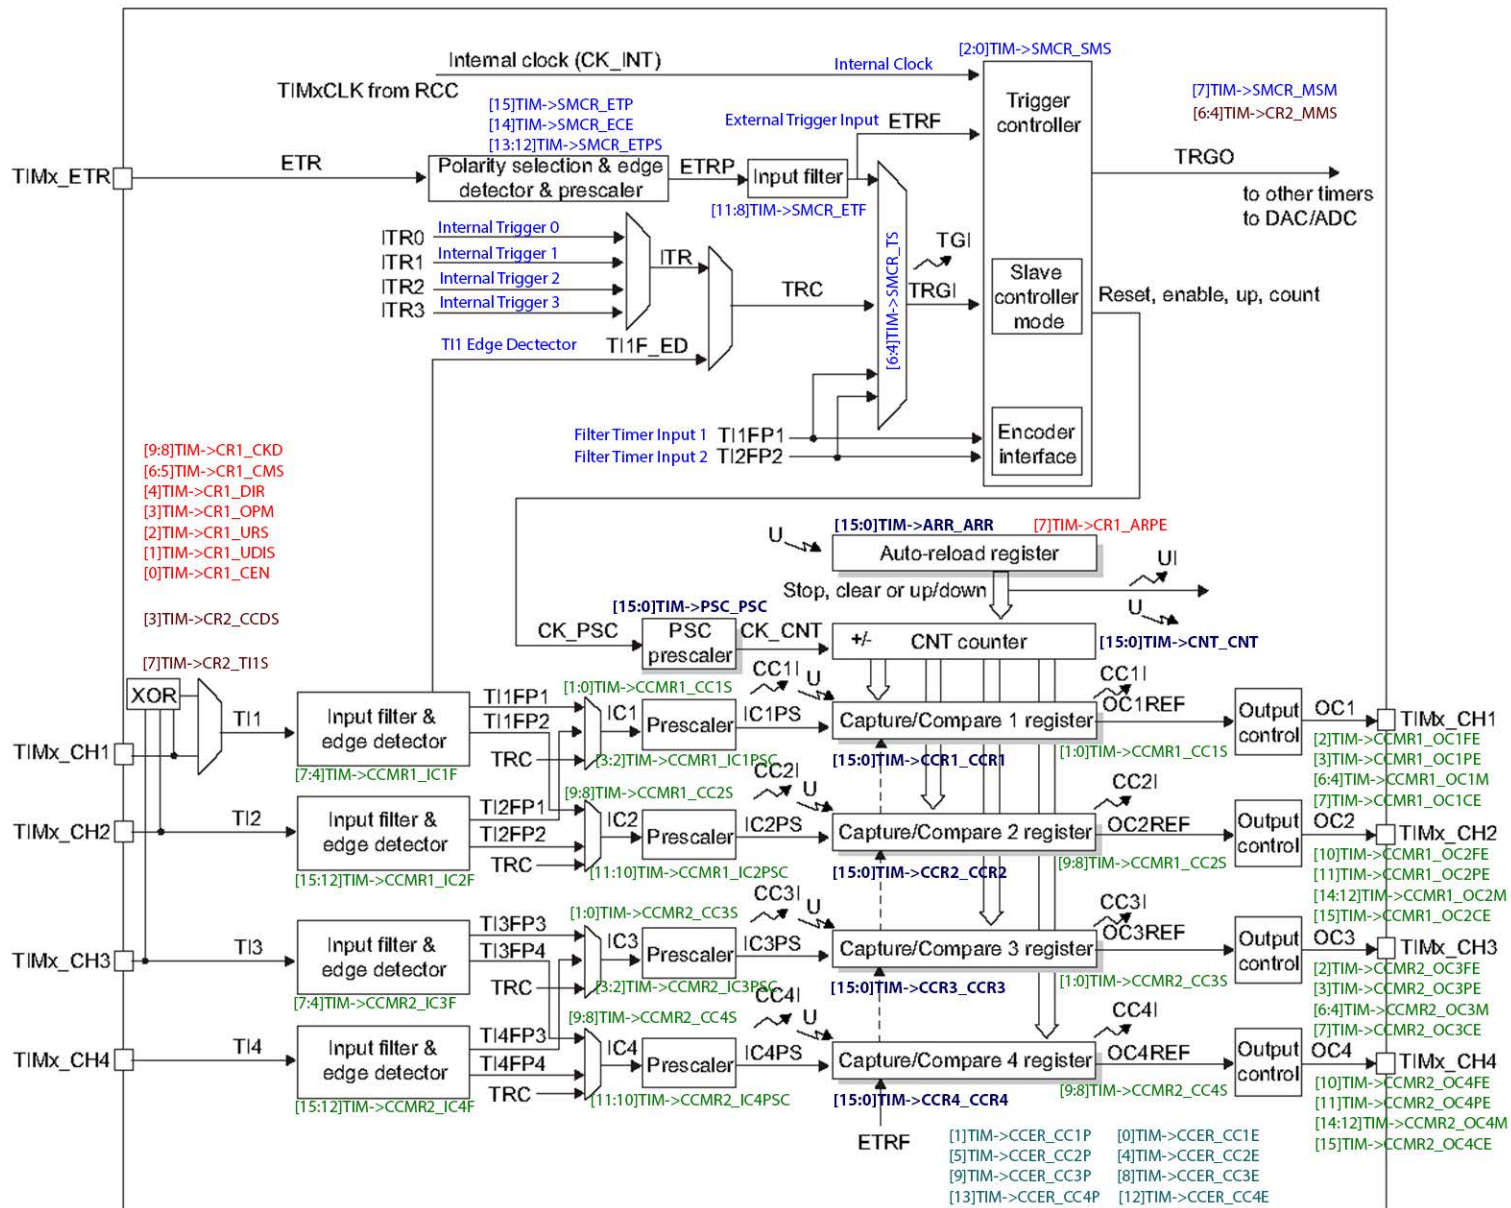 Internal clock (CK_INT)
Internal Clock
[2:0]TIM->SMCR_SMS
TIMxCLK from RCC
[15]TIM->SMCR_ETP
[14]TIM->SMCR_ECE
[13:12]TIM->SMCR_ETPS
External Trigger Input
ETRF
Trigger
controller
[7]TIM->SMCR_MSM
[6:4]TIM->CR2_MMS
TIMx_ETR
ETR
Polarity selection & edge
detector & prescaler
ETRP
Input filter
[11:8]TIM->SMCR_ETF
TRGO
to other timers
to DAC/ADC
ITR0
Internal Trigger 0
ITR1
Internal Trigger 1
ITR2
Internal Trigger 2
ITR3
Internal Trigger 3
ITR
TRC
[6:4]TIM->SMCR_TS
TGI
TRGI
Slave
controller
mode
Reset, enable, up, count
TI1 Edge Dectector
TI1F_ED
Filter Timer Input 1
TI1FP1
Filter Timer Input 2
TI2FP2
Encoder
interface
[9:8]TIM->CR1_CKD
[6:5]TIM->CR1_CMS
[4]TIM->CR1_DIR
[3]TIM->CR1_OPM
[2]TIM->CR1_URS
[1]TIM->CR1_UDIS
[0]TIM->CR1_CEN
[3]TIM->CR2_CCDS
[7]TIM->CR2_TI1S
[15:0]TIM->ARR_ARR
[7]TIM->CR1_ARPE
U
Auto-reload register
UI
Stop, clear or up/down
U
[15:0]TIM->PSC_PSC
CK_PSC
PSC
prescaler
CK_CNT
+/-
CNT counter
[15:0]TIM->CNT_CNT
XOR
TI1
TIMx_CH1
Input filter &
edge detector
[7:4]TIM->CCMR1_IC1F
TI1FP1
TI1FP2
TRC
[1:0]TIM->CCMR1_CC1S
IC1
Prescaler
[3:2]TIM->CCMR1_IC1PSC
IC1PS
CC1I
U
Capture/Compare 1 register
[15:0]TIM->CCR1_CCR1
CC1I
OC1REF
[1:0]TIM->CCMR1_CC1S
Output
control
OC1
TIMx_CH1
[2]TIM->CCMR1_OC1FE
[3]TIM->CCMR1_OC1PE
[6:4]TIM->CCMR1_OC1M
[7]TIM->CCMR1_OC1CE
TIMx_CH2
TI2
Input filter &
edge detector
[15:12]TIM->CCMR1_IC2F
TI2FP1
TI2FP2
TRC
[9:8]TIM->CCMR1_CC2S
IC2
Prescaler
[11:10]TIM->CCMR1_IC2PSC
IC2PS
CC2I
U
Capture/Compare 2 register
[15:0]TIM->CCR2_CCR2
CC2I
OC2REF
[9:8]TIM->CCMR1_CC2S
Output
control
OC2
TIMx_CH2
[10]TIM->CCMR1_OC2FE
[11]TIM->CCMR1_OC2PE
[14:12]TIM->CCMR1_OC2M
[15]TIM->CCMR1_OC2CE
TIMx_CH3
TI3
Input filter &
edge detector
[7:4]TIM->CCMR2_IC3F
TI3FP3
TI3FP4
TRC
[1:0]TIM->CCMR2_CC3S
IC3
Prescaler
[3:2]TIM->CCMR2_IC3PSC
IC3PS
CC3I
U
Capture/Compare 3 register
[15:0]TIM->CCR3_CCR3
CC3I
OC3REF
[1:0]TIM->CCMR2_CC3S
Output
control
OC3
TIMx_CH3
[2]TIM->CCMR2_OC3FE
[3]TIM->CCMR2_OC3PE
[6:4]TIM->CCMR2_OC3M
[7]TIM->CCMR2_OC3CE
TIMx_CH4
TI4
Input filter &
edge detector
[15:12]TIM->CCMR2_IC4F
TI4FP3
TI4FP4
TRC
[9:8]TIM->CCMR2_CC4S
IC4
Prescaler
[11:10]TIM->CCMR2_IC4PSC
IC4PS
CC4I
U
Capture/Compare 4 register
[15:0]TIM->CCR4_CCR4
CC4I
OC4REF
[9:8]TIM->CCMR2_CC4S
Output
control
OC4
TIMx_CH4
[10]TIM->CCMR2_OC4FE
[11]TIM->CCMR2_OC4PE
[14:12]TIM->CCMR2_OC4M
[15]TIM->CCMR2_OC4CE
ETRF
[1]TIM->CCER_CC1P [0]TIM->CCER_CC1E
[5]TIM->CCER_CC2P [4]TIM->CCER_CC2E
[9]TIM->CCER_CC3P [8]TIM->CCER_CC3E
[13]TIM->CCER_CC4P [12]TIM->CCER_CC4E